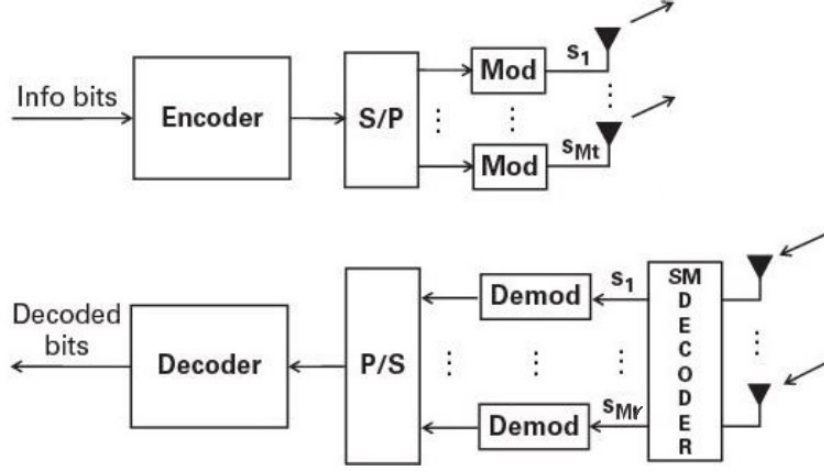 Info bits
Encoder
S/P
Mod
s1
Mod
sMt
Decoded
bits
Decoder
P/S
Demod
s1
Demod
sMr
SM
D
E
C
O
D
E
R